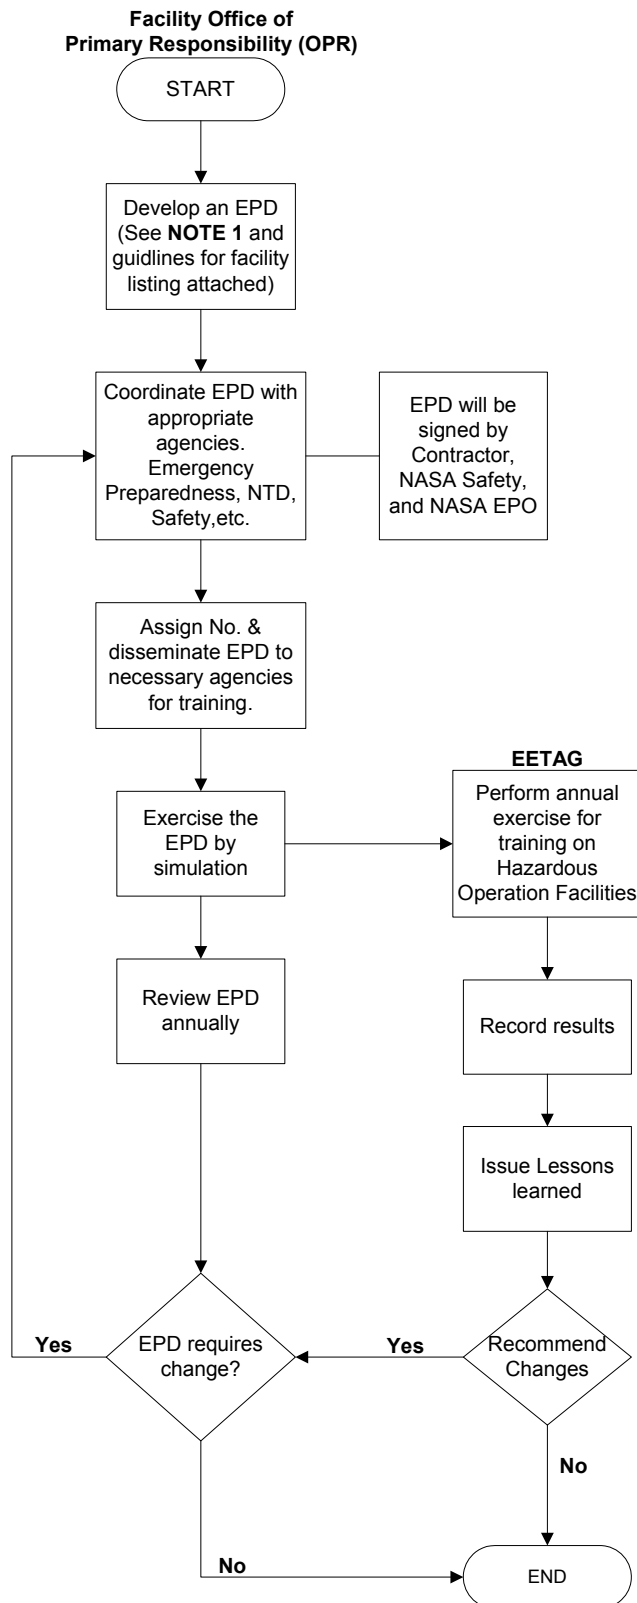 Facility Office of
Primary Responsibility (OPR)
START
Develop an EPD
(See NOTE 1 and
guidlines for facility
listing attached)
Coordinate EPD with
appropriate
agencies.
Emergency
Preparedness, NTD,
Safety,etc.
EPD will be
signed by
Contractor,
NASA Safety,
and NASA EPO
Assign No. &
disseminate EPD to
necessary agencies
for training.
Exercise the
EPD by
simulation
EETAG
Perform annual
exercise for
training on
Hazardous
Operation Facilities
Review EPD
annually
Record results
Issue Lessons
learned
Yes
EPD requires
change?
Yes
Recommend
Changes
No
No
END